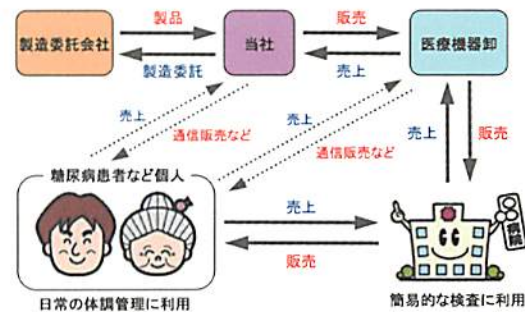 製品
販売
製造委託会社
当社
医療機器卸
製造委託
売上
売上
通信販売など
売上
通信販売など
売上
販売
糖尿病患者など個人
売上
販売
病院
日常の体調管理に利用
簡易的な検査に利用